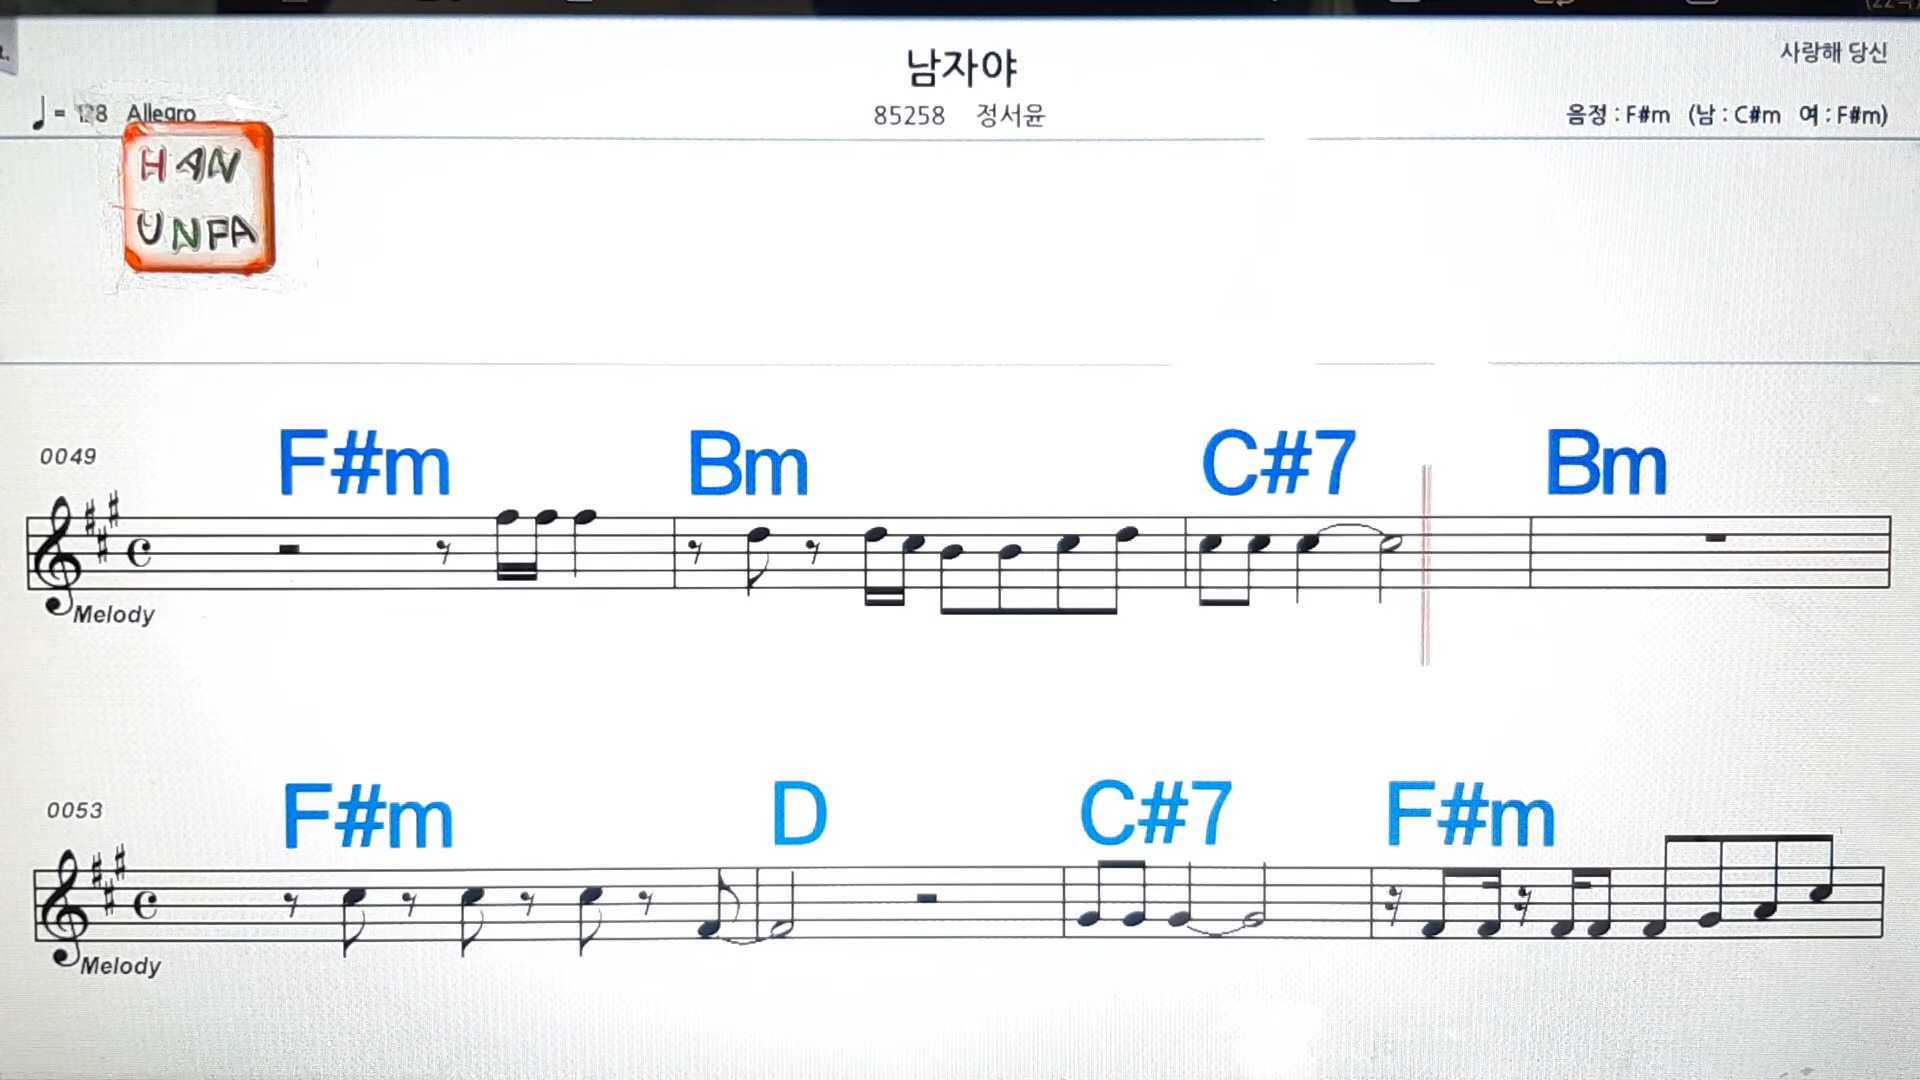 남자야
사랑해 당신
= 128 Allegro
85258 정서윤
음정 : F#m (남 : C#m 여 : F#m)
HAN
UNFA
0049
F#m Bm C#7 Bm
Melody
0053
F#m D C#7 F#m
Melody